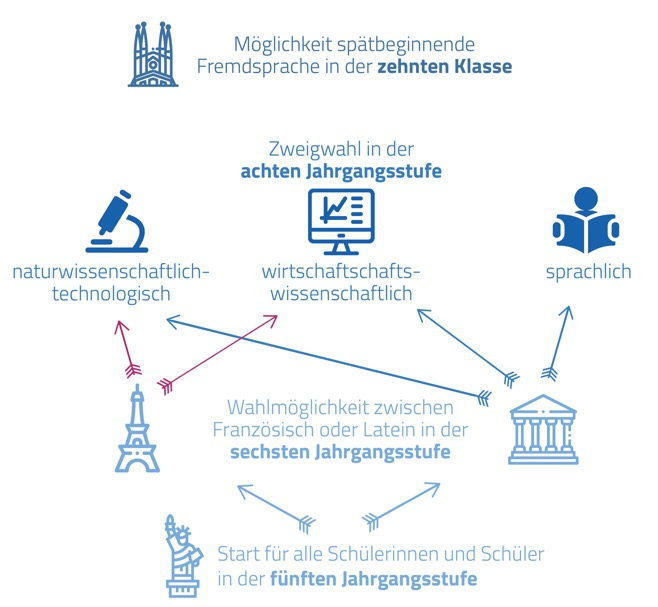 Möglichkeit spätbeginnende
Fremdsprache in der zehnten Klasse
Zweigwahl in der
achten Jahrgangsstufe
naturwissenschaftlich-
technologisch
wirtschaftschafts-
wissenschaftlich
sprachlich
Wahlmöglichkeit zwischen
Französisch oder Latein in der
sechsten Jahrgangsstufe
Start für alle Schülerinnen und Schüler
in der fünften Jahrgangsstufe